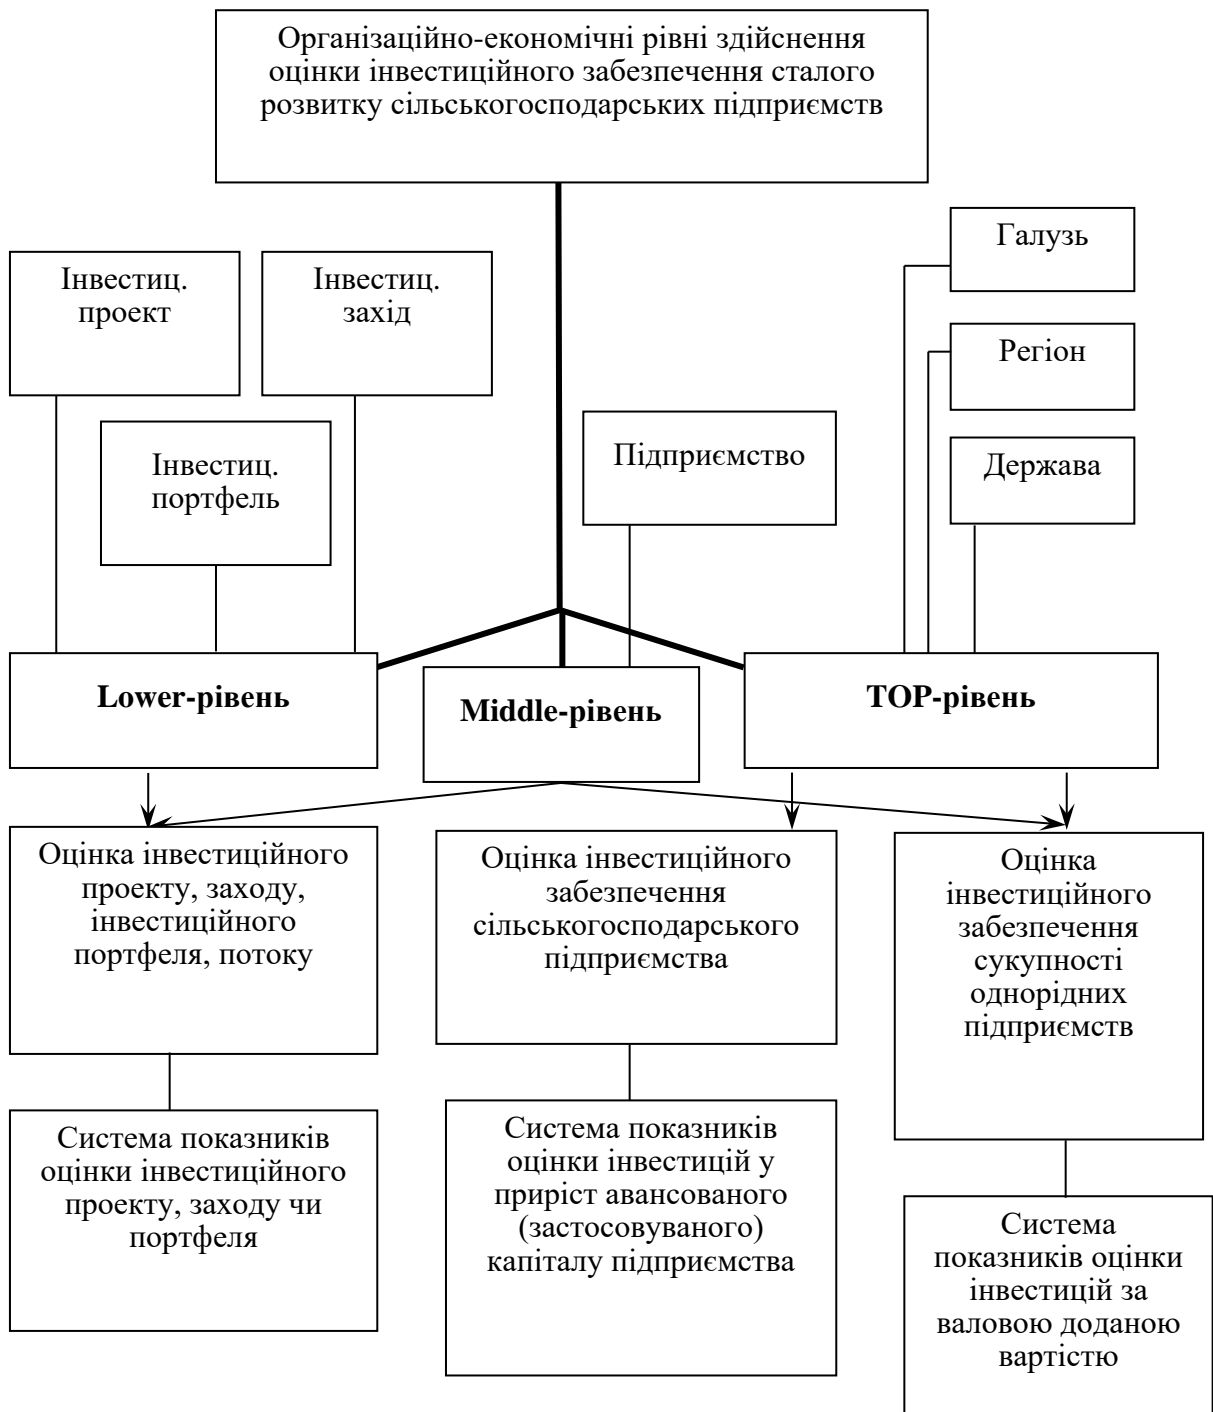 Організаційно-економічні рівні здійснення
оцінки інвестиційного забезпечення сталого
розвитку сільськогосподарських підприємств
Галузь
Інвестиц.
проект
Інвестиц.
захід
Регіон
Інвестиц.
портфель
Підприємство
Держава
Lower-рівень
Middle-рівень
TOP-рівень
Оцінка інвестиційного
проекту, заходу,
інвестиційного
портфеля, потоку
Оцінка інвестиційного
забезпечення
сільськогосподарського
підприємства
Оцінка
інвестиційного
забезпечення
сукупності
однорідних
підприємств
Система показників
оцінки інвестиційного
проекту, заходу чи
портфеля
Система показників
оцінки інвестицій у
приріст авансованого
(застосовуваного)
капіталу підприємства
Система
показників оцінки
інвестицій за
валовою доданою
вартістю